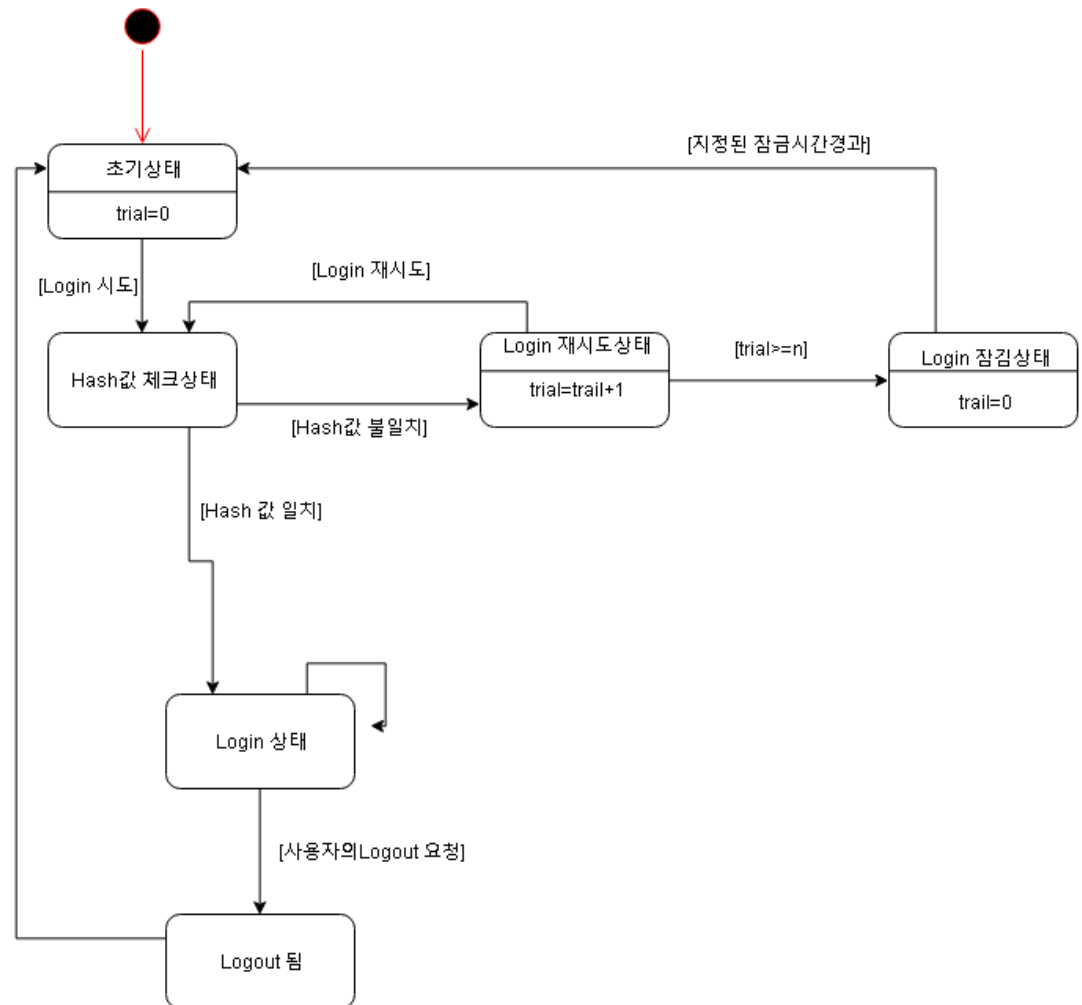 [지정된 잠금시간경과]
초기상태
trial=0
[Login 재시도]
[Login 시도]
Login 재시도상태
[trial>=n]
Login 잠김상태
Hash값 체크상태
trial=trail+1
trail=0
[Hash값 불일치]
[Hash 값 일치]
Login 상태
[사용자의Logout 요청]
Logout 됨